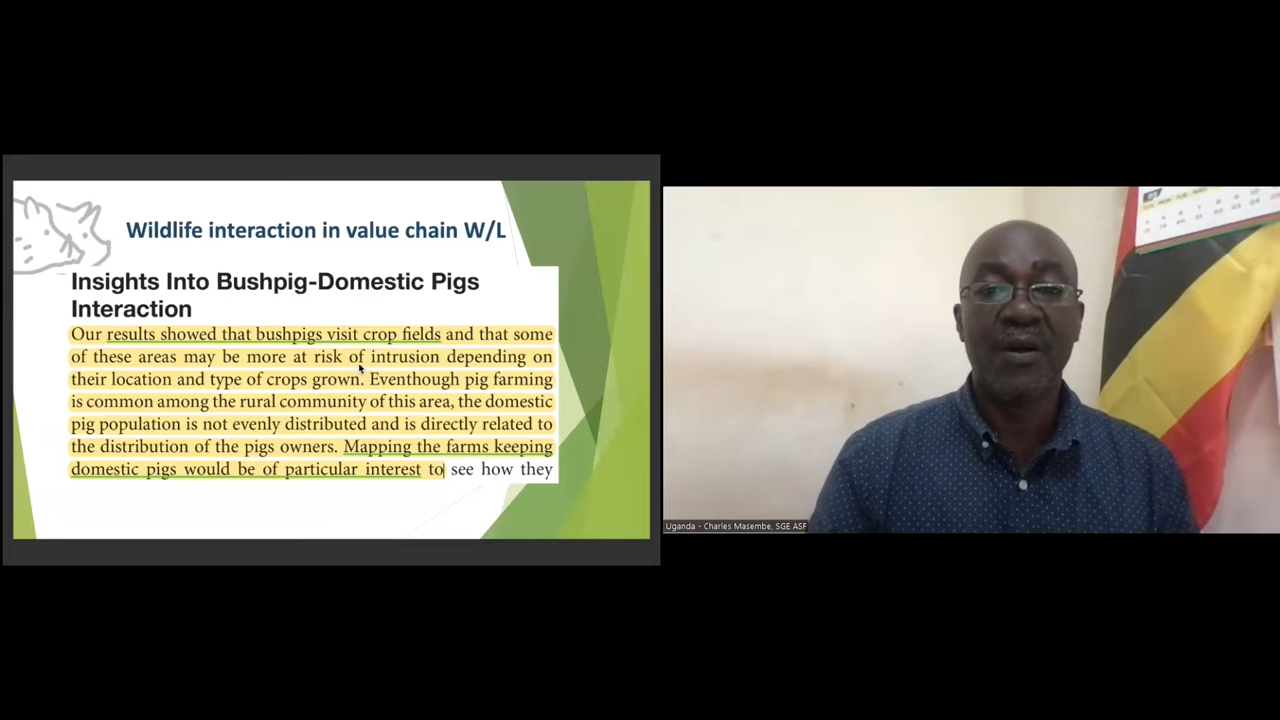 Wildlife interaction in value chain W/L
Insights Into Bushpig-Domestic Pigs
Interaction
Our results showed that bushpigs visit crop fields and that some
of these areas may be more at risk of intrusion depending on
their location and type of crops grown. Eventhough pig farming
is common among the rural community of this area, the domestic
pig population is not evenly distributed and is directly related to
the distribution of the pigs owners. Mapping the farms keeping
domestic pigs would be of particular interest to see how they
Uganda - Charles Masembe, SGE ASF